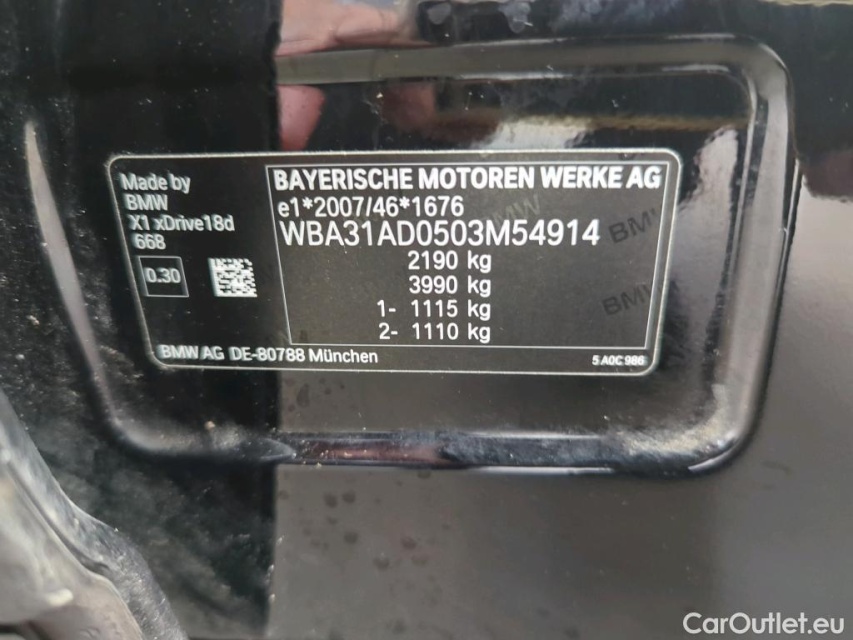 Made by
BMW
X1 xDrive18d
668
0.30
BAYERISCHE MOTOREN WERKE AG
e1*2007/46*1676
WBA31AD0503M54914
2190 kg
3990 kg
1- 1115 kg
2- 1110 kg
BMW
BMW
BMW
BMW AG DE-80788 München
5 A0C 986
CarOutlet.eu